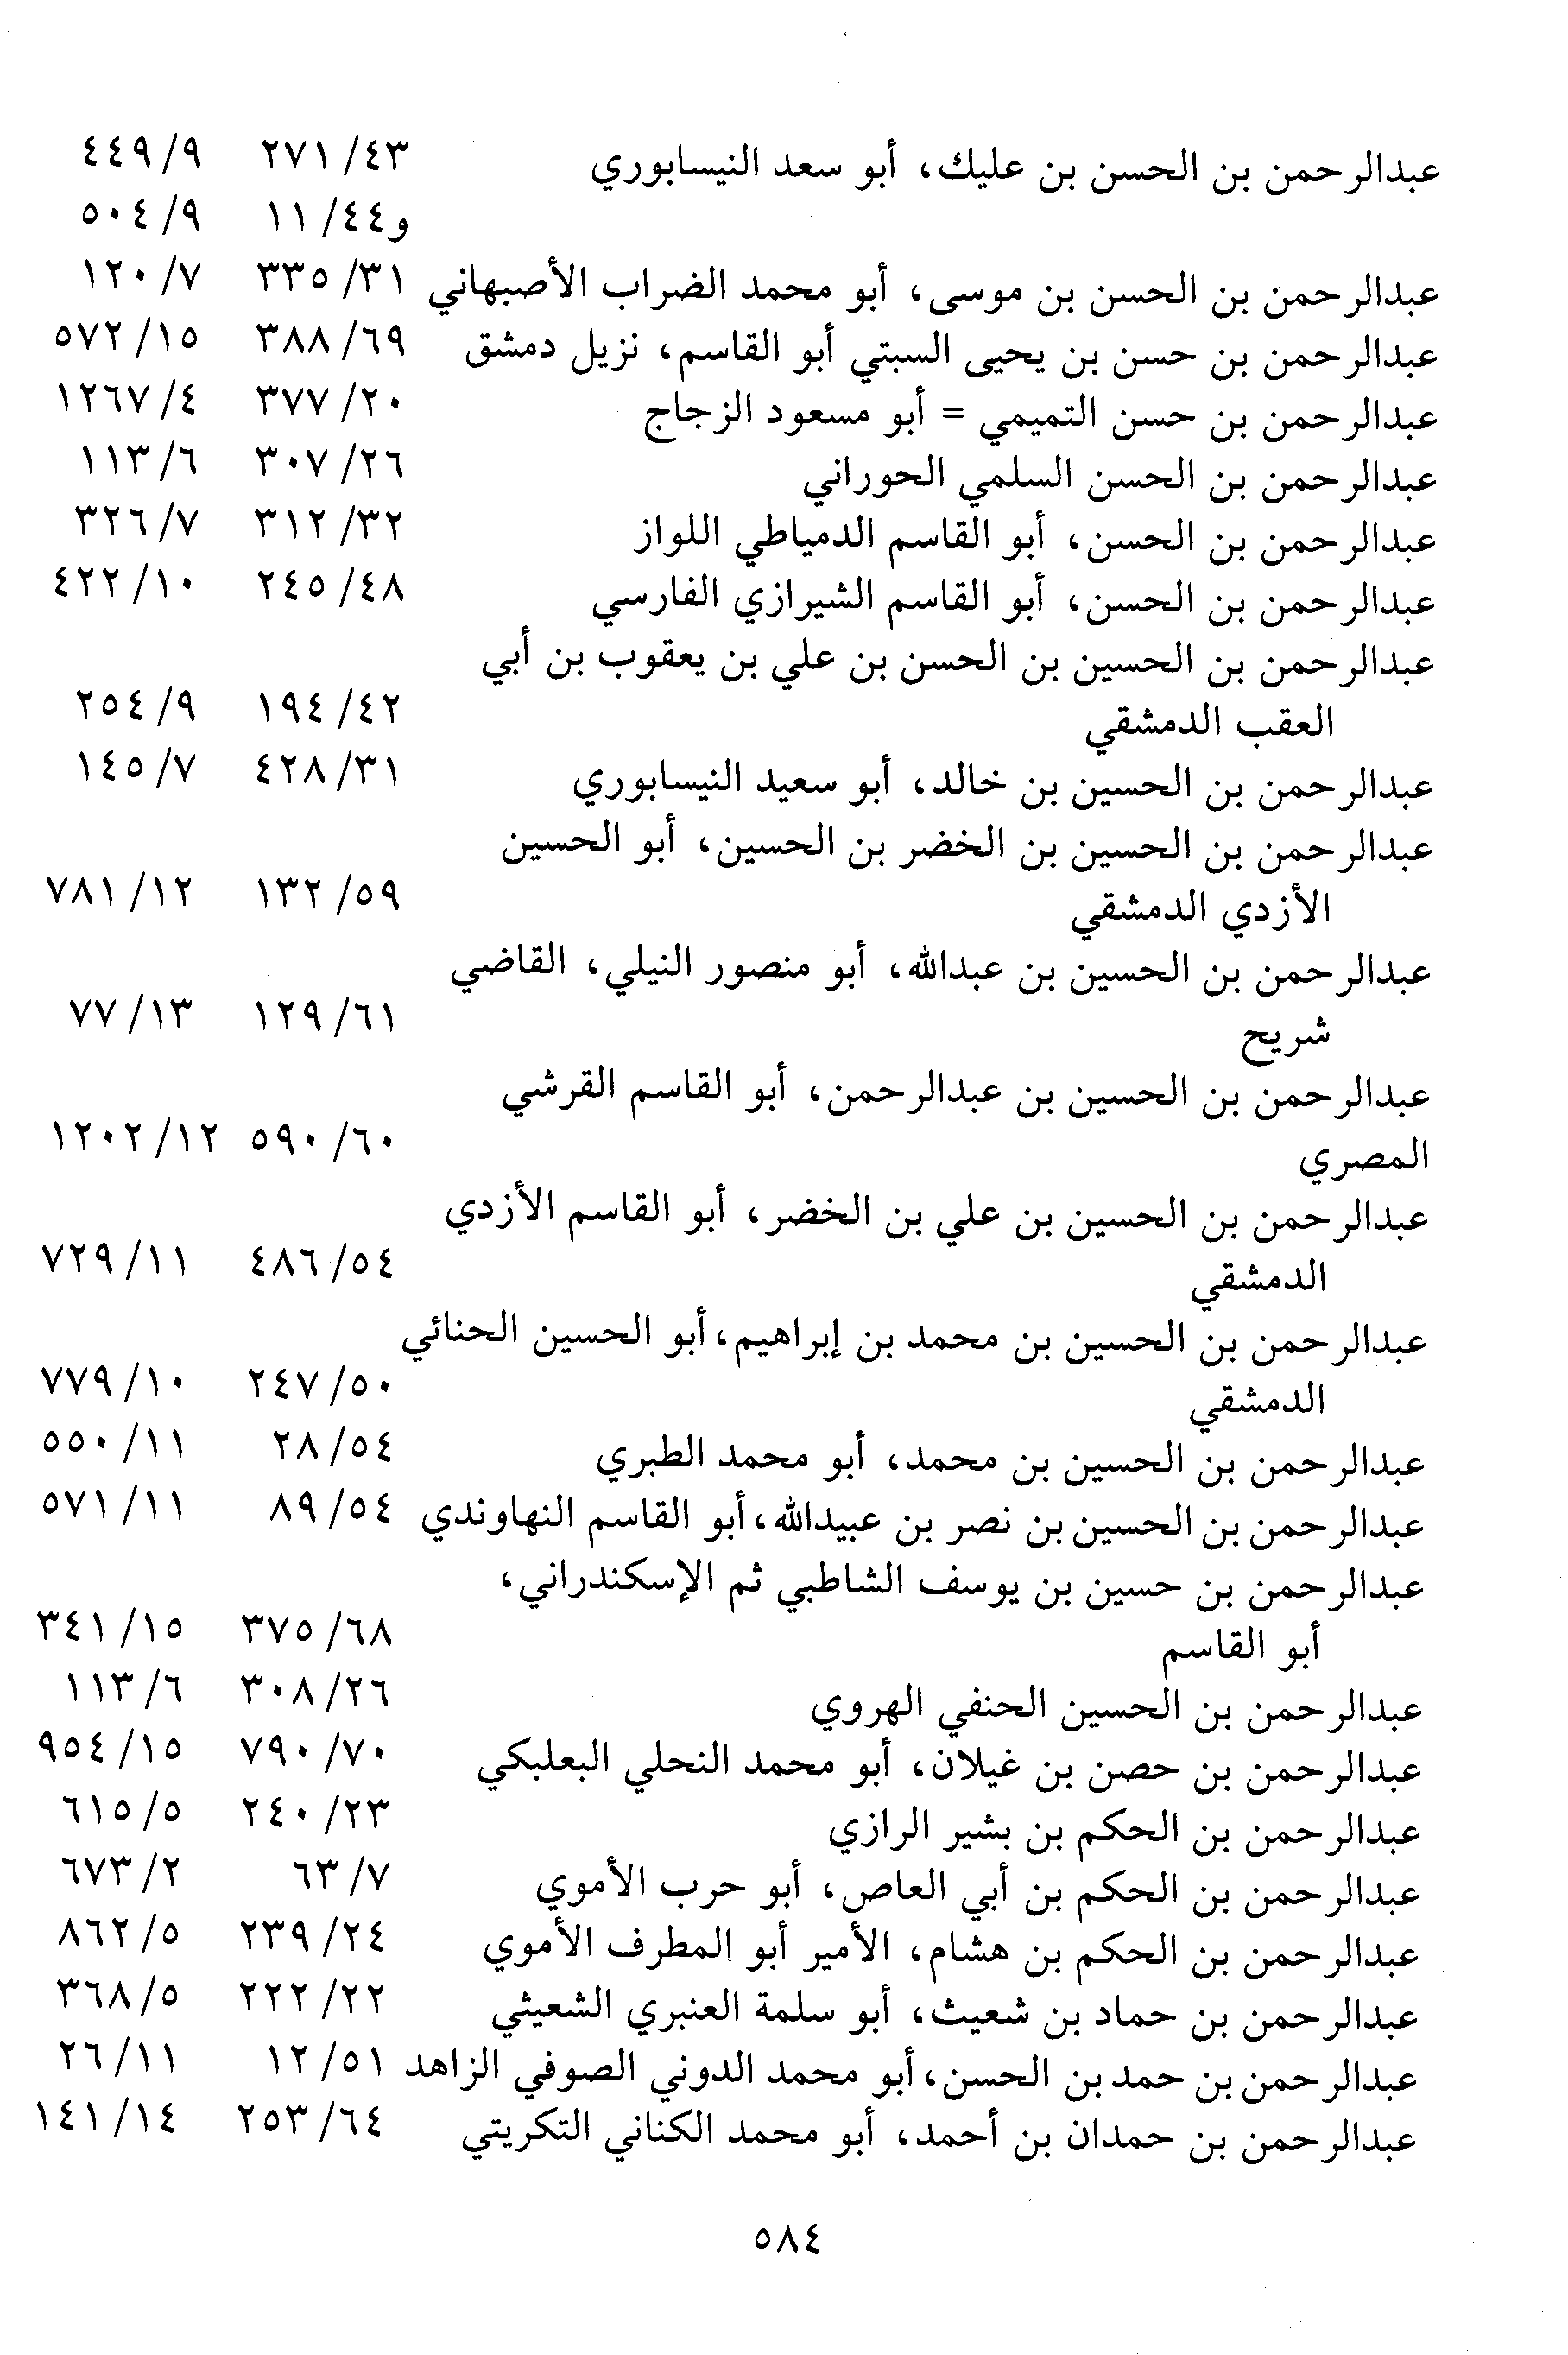 عبدالرحمن بن الحسن بن عليك، أبو سعد النيسابوري ٤٣/ ٢٧١ ٩/ ٤٤٩
و٤٤/ ١١ ٩/ ٥٠٤
عبدالرحمن بن الحسن بن موسى، أبو محمد الضراب الأصبهاني ٣١/ ٣٣٥ ٧/ ١٢٠
عبدالرحمن بن حسن بن يحيى السبتي أبو القاسم، نزيل دمشق ٦٩/ ٣٨٨ ١٥/ ٥٧٢
عبدالرحمن بن حسن التميمي = أبو مسعود الزجاج ٢٠/ ٣٧٧ ٤/ ١٢٦٧
عبدالرحمن بن الحسن السلمي الحوراني ٢٦/ ٣٠٧ ٦/ ١١٣
عبدالرحمن بن الحسن، أبو القاسم الدمياطي اللواز ٣٢/ ٣١٢ ٧/ ٣٢٦
عبدالرحمن بن الحسن، أبو القاسم الشيرازي الفارسي ٤٨/ ٢٤٥ ١٠/ ٤٢٢
عبدالرحمن بن الحسين بن الحسن بن علي بن يعقوب بن أبي
العقب الدمشقي ٤٢/ ١٩٤ ٩/ ٢٥٤
عبدالرحمن بن الحسين بن خالد، أبو سعيد النيسابوري ٣١/ ٤٢٨ ٧/ ١٤٥
عبدالرحمن بن الحسين بن الخضر بن الحسين، أبو الحسين
الأزدي الدمشقي ٥٩/ ١٣٢ ١٢/ ٧٨١
عبدالرحمن بن الحسين بن عبدالله، أبو منصور النيلي، القاضي
شريح ٦١/ ١٢٩ ١٣/ ٧٧
عبدالرحمن بن الحسين بن عبدالرحمن، أبو القاسم القرشي
المصري ٦٠/ ٥٩٠ ١٢/ ١٢٠٢
عبدالرحمن بن الحسين بن علي بن الخضر، أبو القاسم الأزدي
الدمشقي ٥٤/ ٤٨٦ ١١/ ٧٢٩
عبدالرحمن بن الحسين بن محمد بن إبراهيم، أبو الحسين الحنائي
الدمشقي ٥٠/ ٢٤٧ ١٠/ ٧٧٩
عبدالرحمن بن الحسين بن محمد، أبو محمد الطبري ٥٤/ ٢٨ ١١/ ٥٥٠
عبدالرحمن بن الحسين بن نصر بن عبيدالله، أبو القاسم النهاوندي ٥٤/ ٨٩ ١١/ ٥٧١
عبدالرحمن بن حسين بن يوسف الشاطبي ثم الإسكندراني،
أبو القاسم ٦٨/ ٣٧٥ ١٥/ ٣٤١
عبدالرحمن بن الحسين الحنفي الهروي ٢٦/ ٣٠٨ ٦/ ١١٣
عبدالرحمن بن حصن بن غيلان، أبو محمد النحلي البعلبكي ٧٠/ ٧٩٠ ١٥/ ٩٥٤
عبدالرحمن بن الحكم بن بشير الرازي ٢٣/ ٢٤٠ ٥/ ٦١٥
عبدالرحمن بن الحكم بن أبي العاص، أبو حرب الأموي ٧/ ٦٣ ٢/ ٦٧٣
عبدالرحمن بن الحكم بن هشام، الأمير أبو المطرف الأموي ٢٤/ ٢٣٩ ٥/ ٨٦٢
عبدالرحمن بن حماد بن شعيث، أبو سلمة العنبري الشعيثي ٢٢/ ٢٢٢ ٥/ ٣٦٨
عبدالرحمن بن حمد بن الحسن، أبو محمد الدوني الصوفي الزاهد ٥١/ ١٢ ١١/ ٢٦
عبدالرحمن بن حمدان بن أحمد، أبو محمد الكناني التكريتي ٦٤/ ٢٥٣ ١٤/ ١٤١
٥٨٤